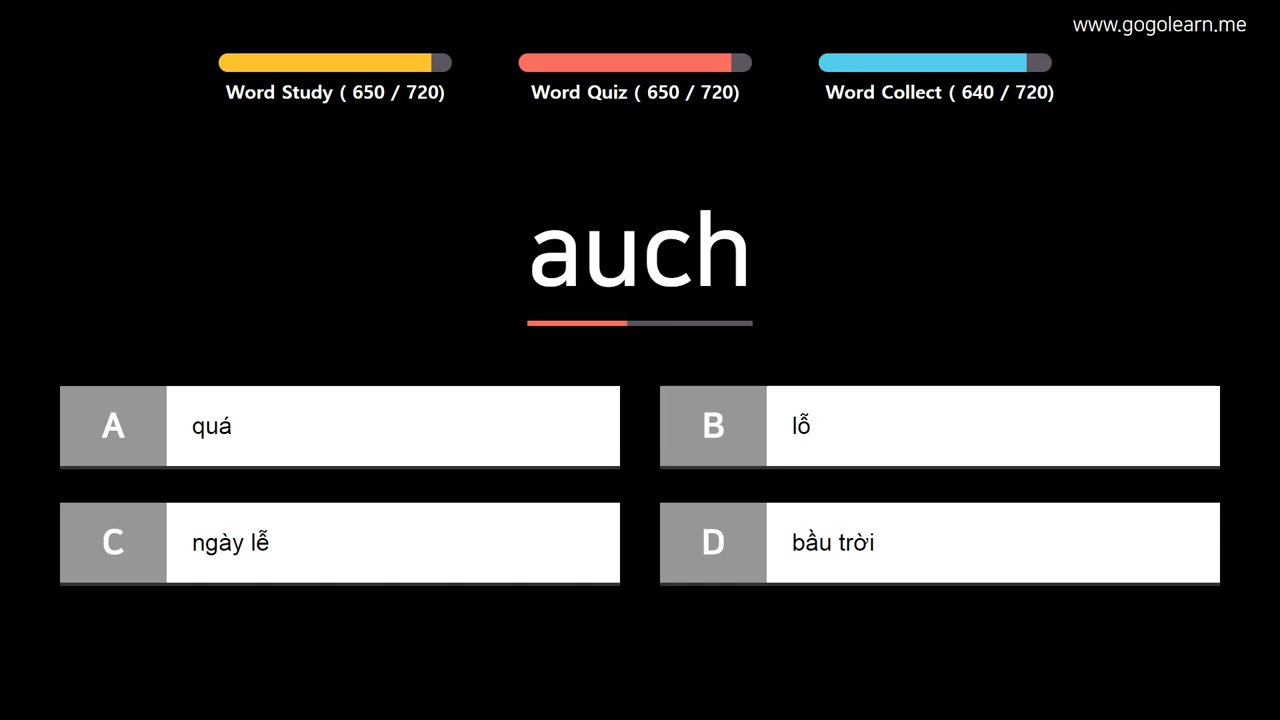 www.gogolearn.me
Word Study ( 650 / 720)
Word Quiz ( 650 / 720)
Word Collect ( 640 / 720)
auch
A quá
B lỗ
C ngày lễ
D bầu trời